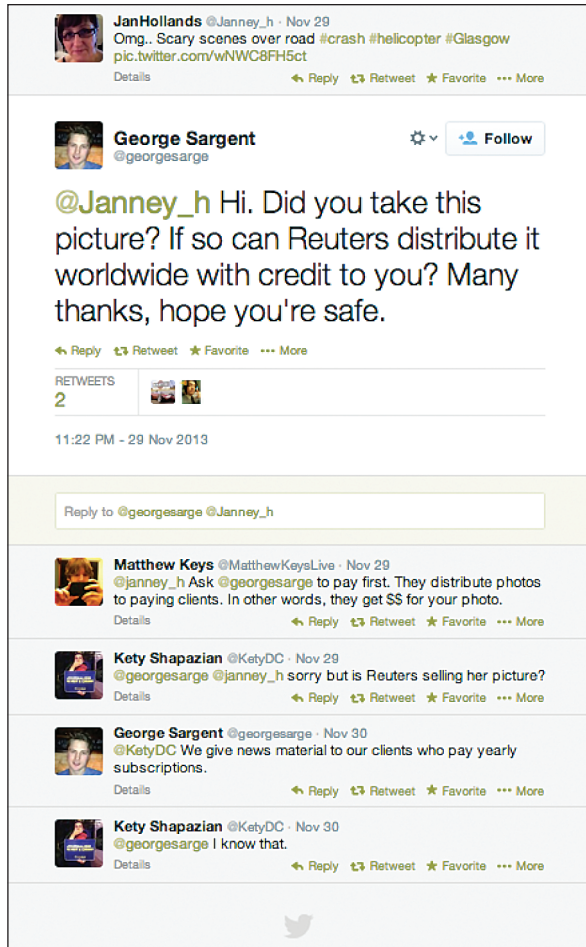 JanHollands @Janney_h · Nov 29
Omg.. Scary scenes over road #crash #helicopter #Glasgow
pic.twitter.com/wNWC8FH5ct
Details
Reply Retweet Favorite More
George Sargent
@georgesarge
Follow
@Janney_h Hi. Did you take this
picture? If so can Reuters distribute it
worldwide with credit to you? Many
thanks, hope you're safe.
Reply Retweet Favorite More
RETWEETS
2
11:22 PM - 29 Nov 2013
Reply to @georgesarge @Janney_h
Matthew Keys @MatthewKeysLive · Nov 29
@janney_h Ask @georgesarge to pay first. They distribute photos
to paying clients. In other words, they get $$ for your photo.
Details
Reply Retweet Favorite More
Kety Shapazian @KetyDC · Nov 29
@georgesarge @janney_h sorry but is Reuters selling her picture?
Details
Reply Retweet Favorite More
George Sargent @georgesarge · Nov 30
@KetyDC We give news material to our clients who pay yearly
subscriptions.
Details
Reply Retweet Favorite More
Kety Shapazian @KetyDC · Nov 30
@georgesarge I know that.
Details
Reply Retweet Favorite More